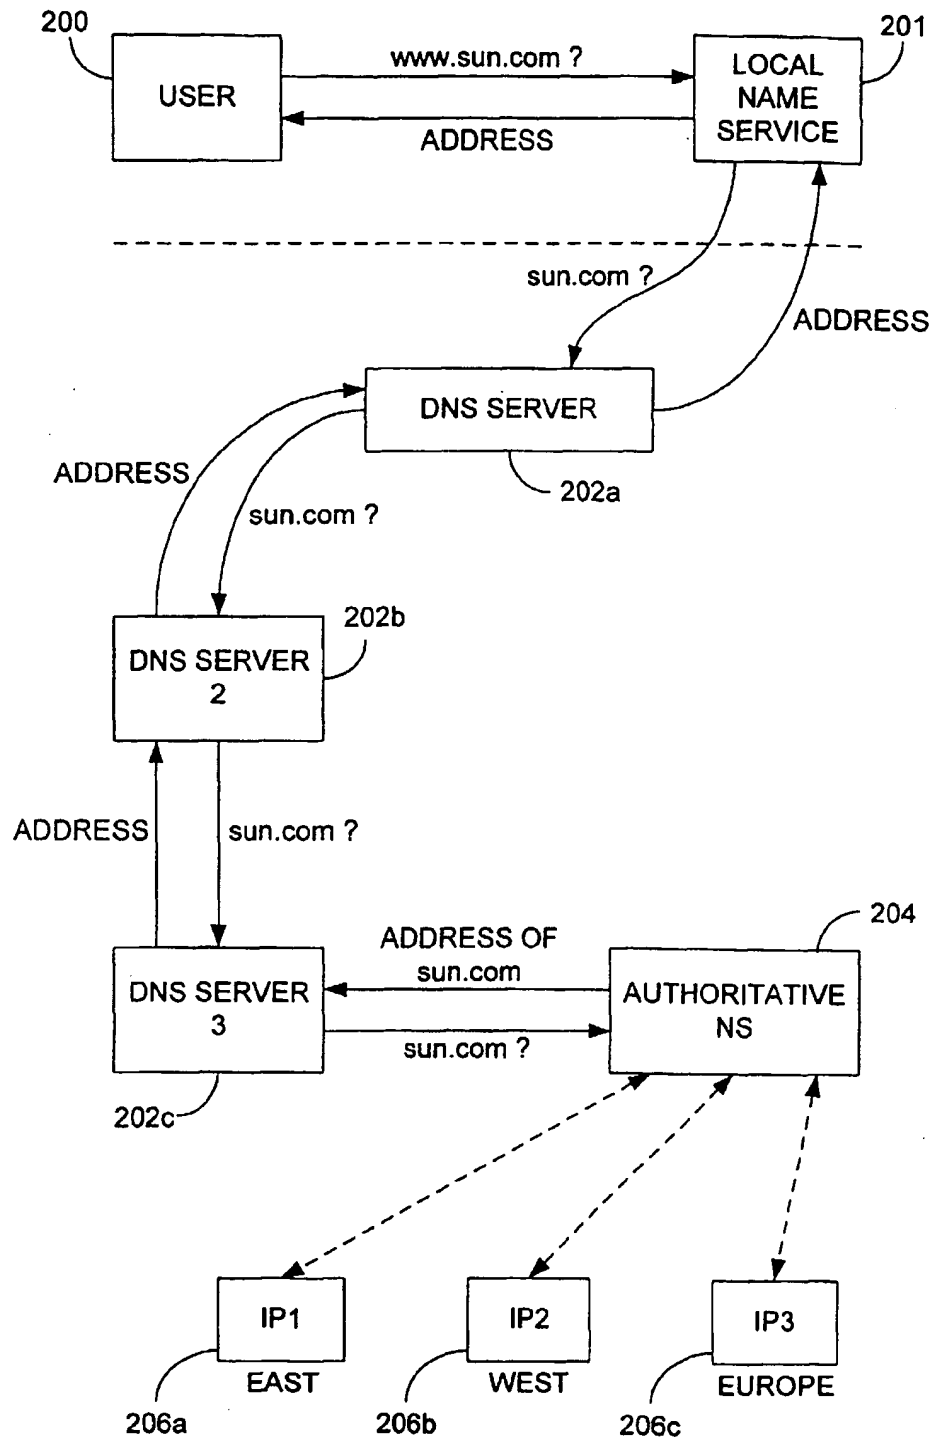 200
201
www.sun.com ?
USER
LOCAL
NAME
SERVICE
ADDRESS
sun.com ?
ADDRESS
DNS SERVER
202a
ADDRESS
sun.com ?
202b
DNS SERVER
2
ADDRESS
sun.com ?
204
ADDRESS OF
sun.com
DNS SERVER
3
AUTHORITATIVE
NS
sun.com ?
202c
IP1
IP2
IP3
EAST
WEST
EUROPE
206a
206b
206c